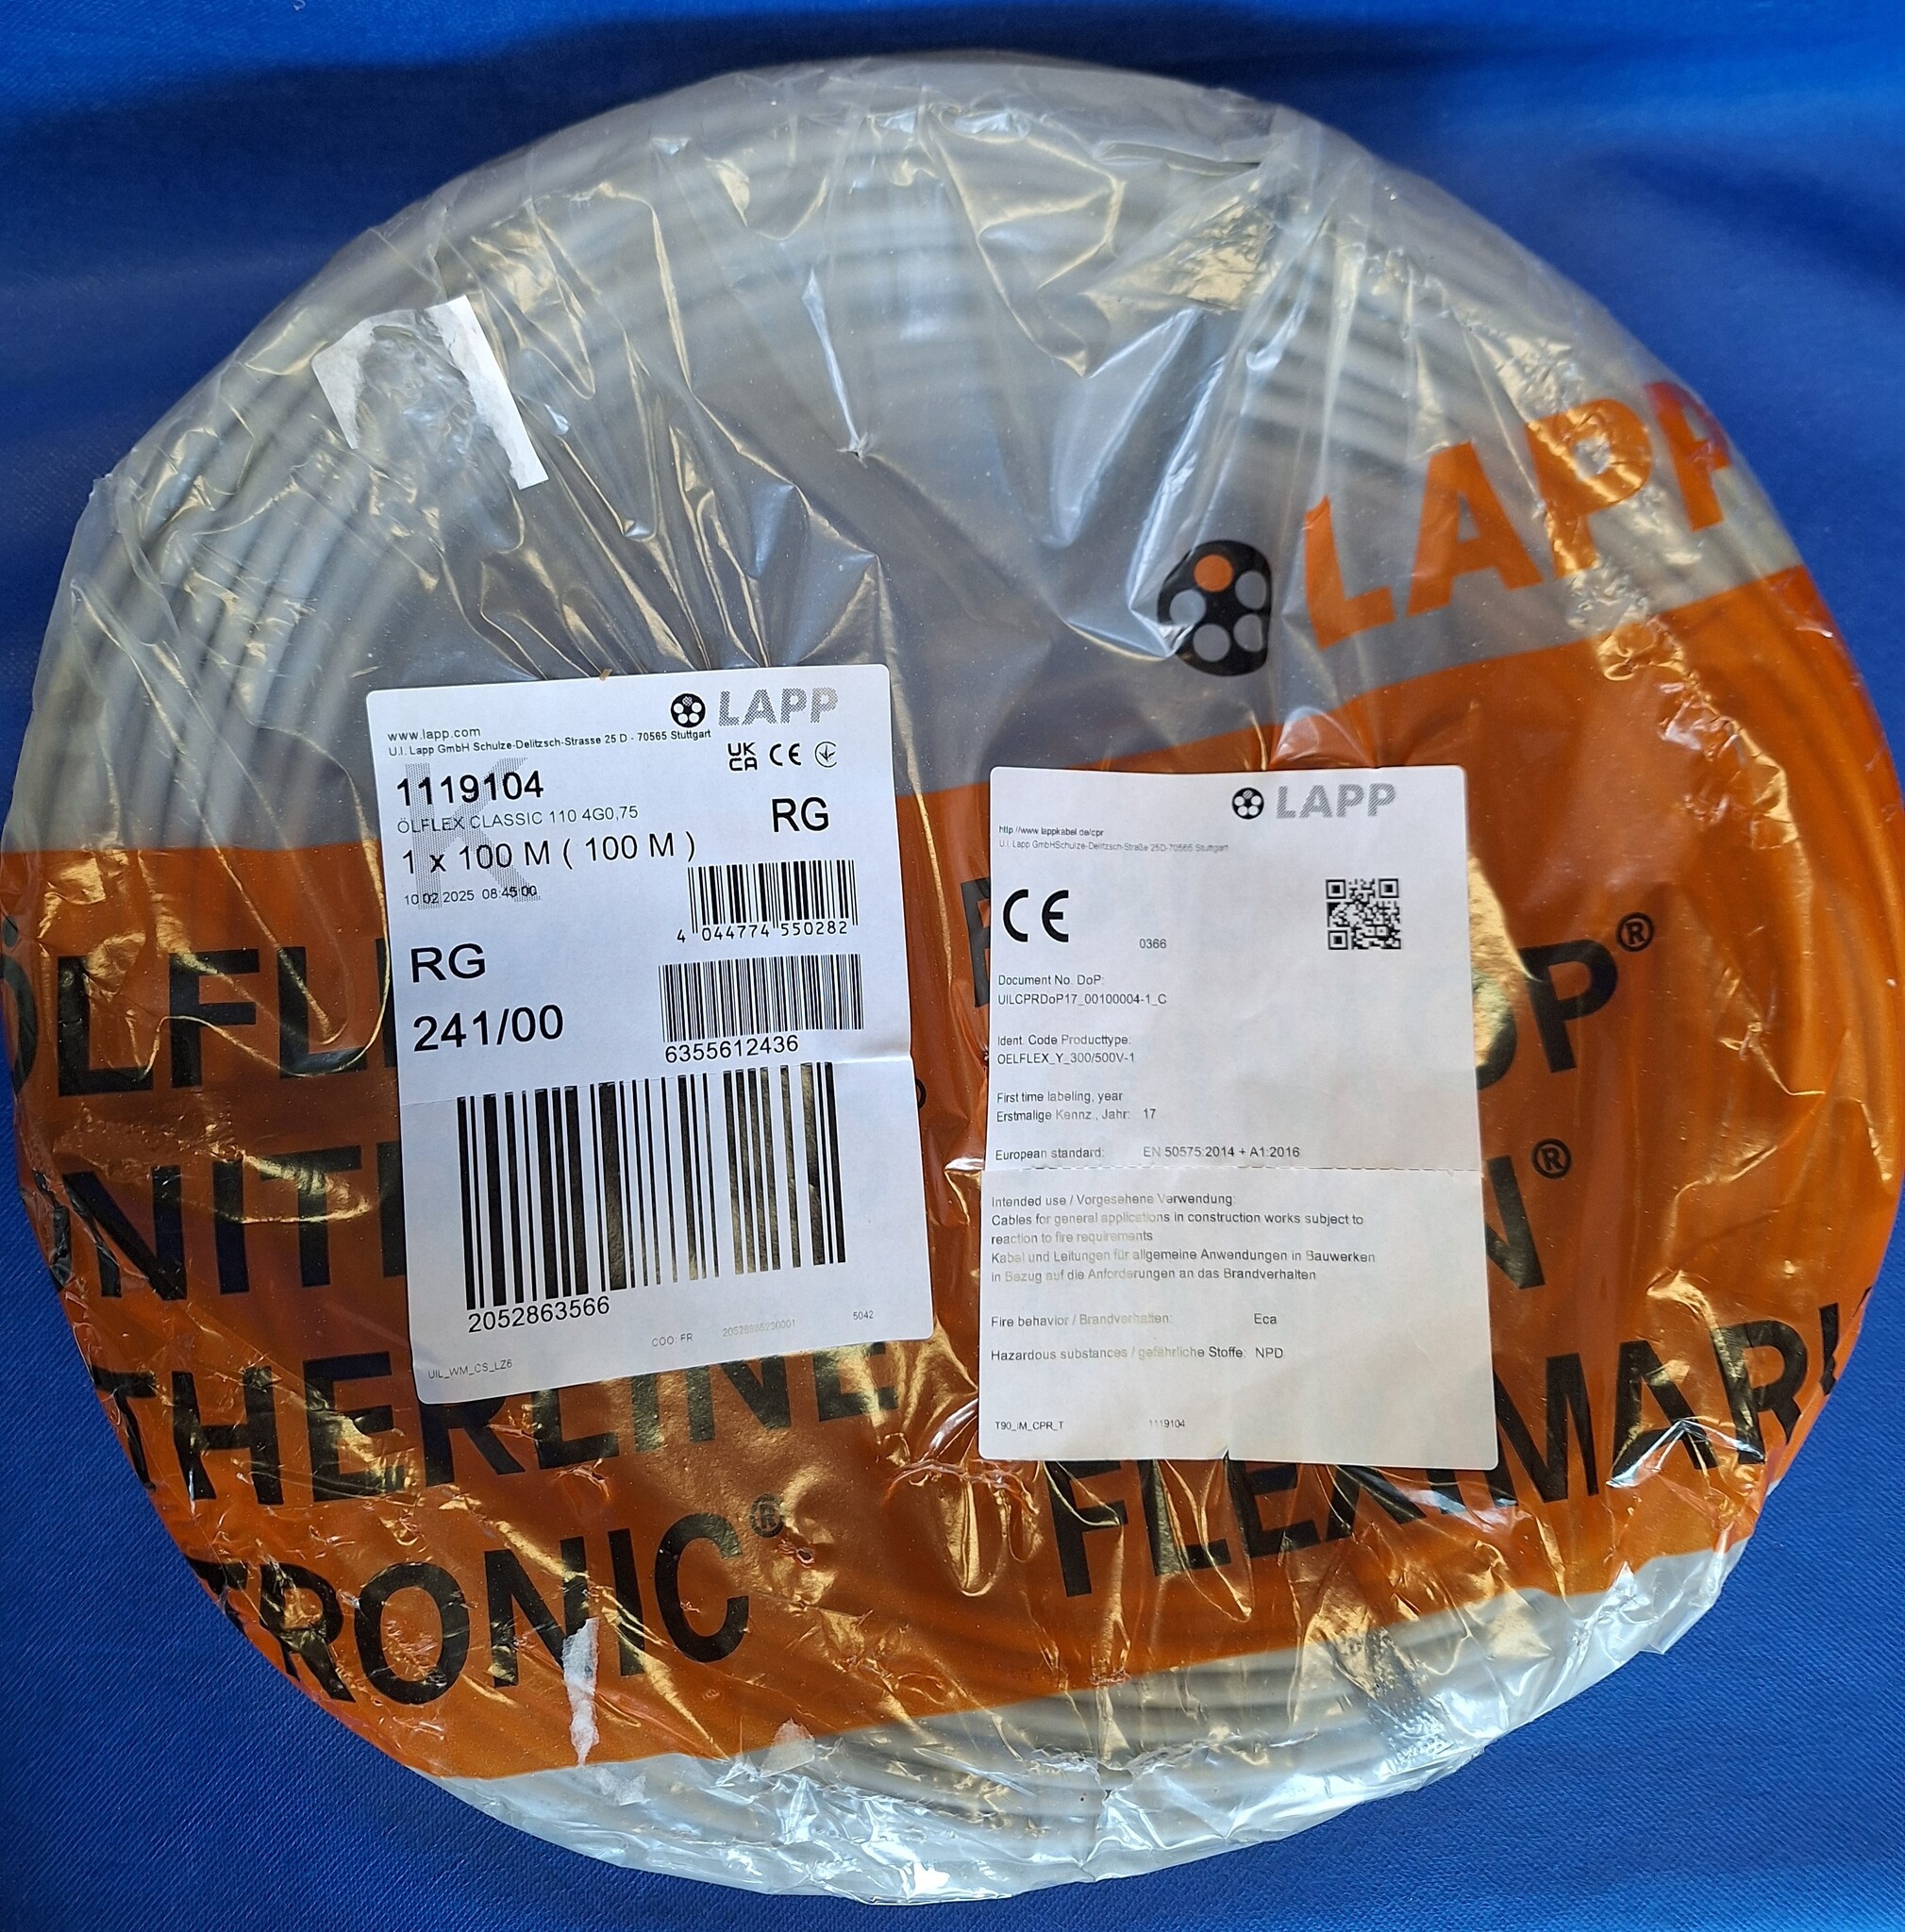 LAPP
LAPP
www.lapp.com
U.I. Lapp GmbH Schulze-Delitzsch-Strasse 25 D - 70565 Stuttgart
UK
CA CE
1119104
ÖLFLEX CLASSIC 110 4G0,75
RG
1 x 100 M ( 100 M )
10.02.2025 08:45:00
4 044774 550282
RG
241/00
6355612436
2052863566
COO: FR
5042
UIL_WM_CS_LZ6
LAPP
http://www.lappkabel.de/cpr
U.I. Lapp GmbHSchulze-Delitzsch-Straße 25D-70565 Stuttgart
CE
0366
Document No. DoP:
UILCPRDoP17_00100004-1_C
Ident. Code Producttype:
OELFLEX_Y_300/500V-1
First time labeling, year
Erstmalige Kennz., Jahr: 17
European standard: EN 50575:2014 + A1:2016
Intended use / Vorgesehene Verwendung:
Cables for general applications in construction works subject to
reaction to fire requirements
Kabel und Leitungen für allgemeine Anwendungen in Bauwerken
in Bezug auf die Anforderungen an das Brandverhalten
Fire behavior / Brandverhalten: Eca
Hazardous substances / gefährliche Stoffe: NPD
T90_IM_CPR_T 1119104
ÖLFL
OP®
NIT
N®
THERLINE
FLEXIMAR
TRONIC®